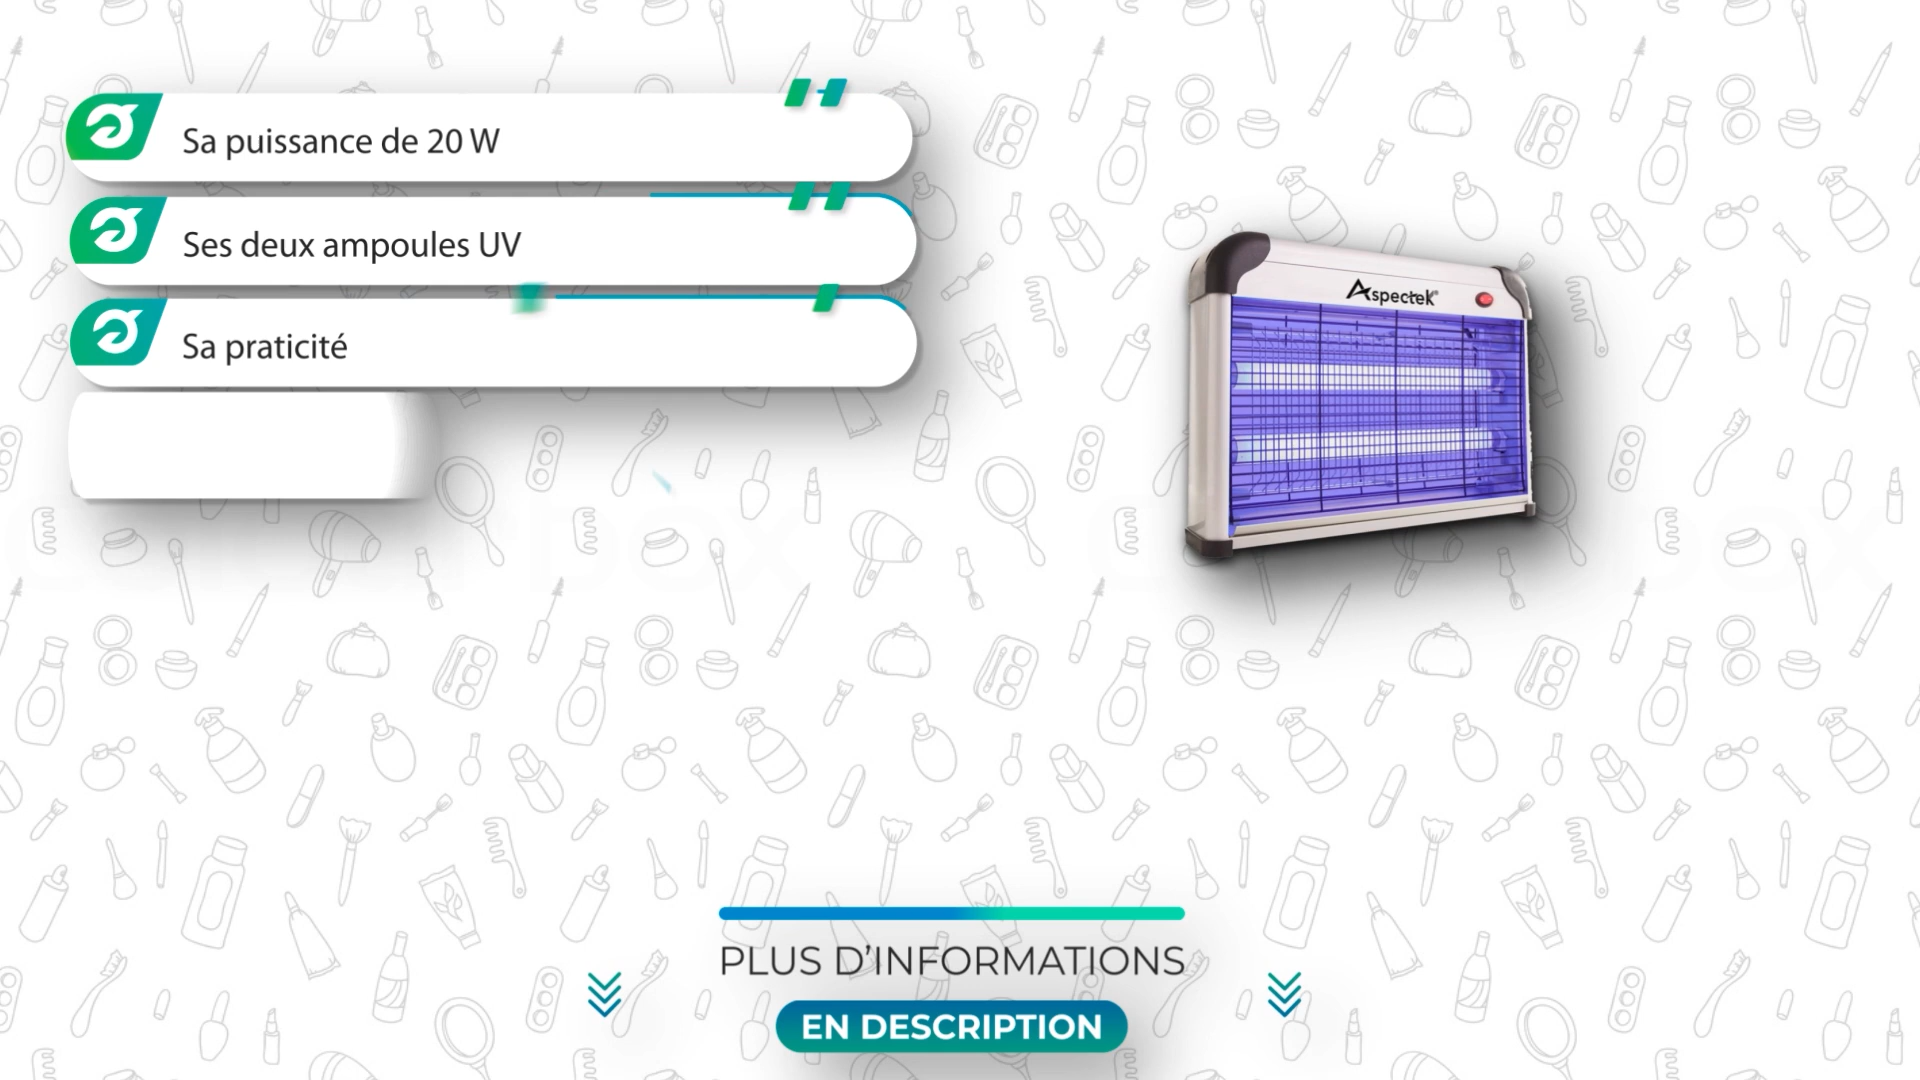 Sa puissance de 20 W
Ses deux ampoules UV
Sa praticité
Aspectek®
PLUS D’INFORMATIONS
EN DESCRIPTION